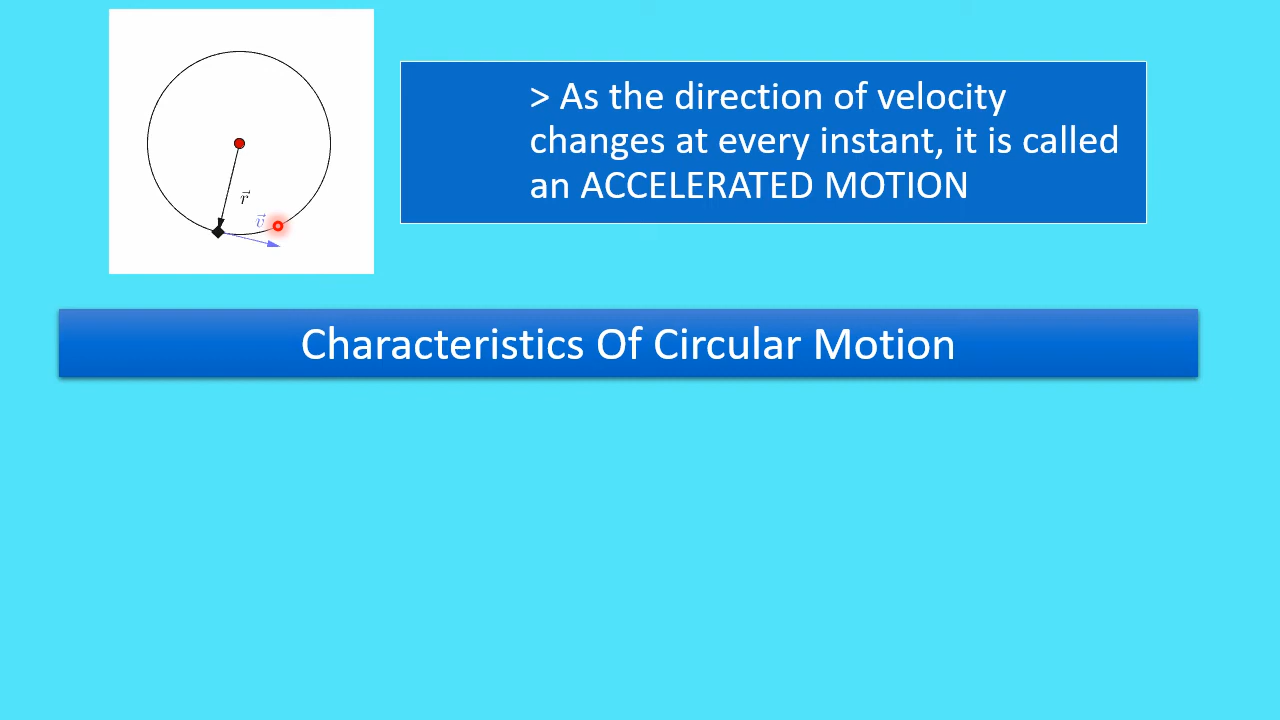 > As the direction of velocity
changes at every instant, it is called
an ACCELERATED MOTION
r⃗
v⃗
Characteristics Of Circular Motion